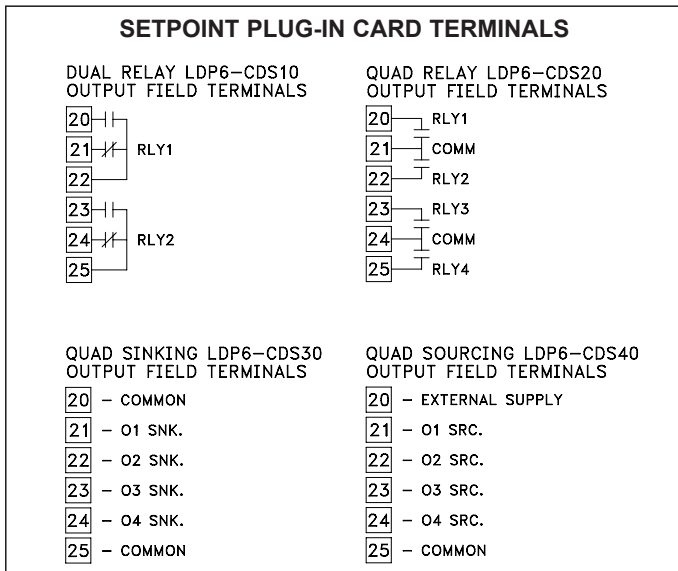 SETPOINT PLUG-IN CARD TERMINALS
DUAL RELAY LDP6-CDS10
OUTPUT FIELD TERMINALS
20
21 RLY1
22
23
24 RLY2
25
QUAD RELAY LDP6-CDS20
OUTPUT FIELD TERMINALS
20 RLY1
21 COMM
22 RLY2
23 RLY3
24 COMM
25 RLY4
QUAD SINKING LDP6-CDS30
OUTPUT FIELD TERMINALS
20 - COMMON
21 - O1 SNK.
22 - O2 SNK.
23 - O3 SNK.
24 - O4 SNK.
25 - COMMON
QUAD SOURCING LDP6-CDS40
OUTPUT FIELD TERMINALS
20 - EXTERNAL SUPPLY
21 - O1 SRC.
22 - O2 SRC.
23 - O3 SRC.
24 - O4 SRC.
25 - COMMON